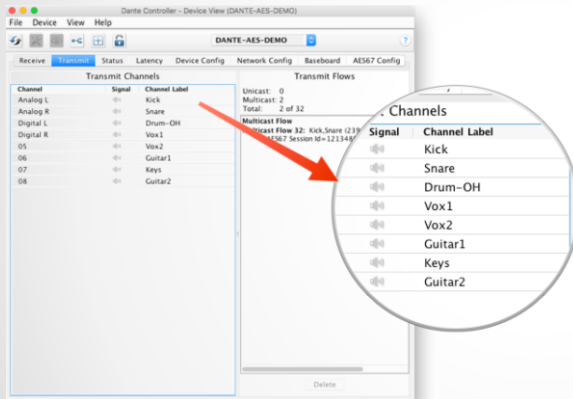 Dante Controller - Device View (DANTE-AES-DEMO)
File Device View Help
DANTE-AES-DEMO
?
Receive Transmit Status Latency Device Config Network Config Baseboard AES67 Config
Transmit Channels
Channel Signal Channel Label
Analog L Kick
Analog R Snare
Digital L Drum-OH
Digital R Vox1
05 Vox2
06 Guitar1
07 Keys
08 Guitar2
Transmit Flows
Unicast: 0
Multicast: 2
Total: 2 of 32
Multicast Flow
Multicast Flow 32: Kick,Snare (239
Session Id=121348
Delete
Channels
Signal Channel Label
Kick
Snare
Drum-OH
Vox1
Vox2
Guitar1
Keys
Guitar2